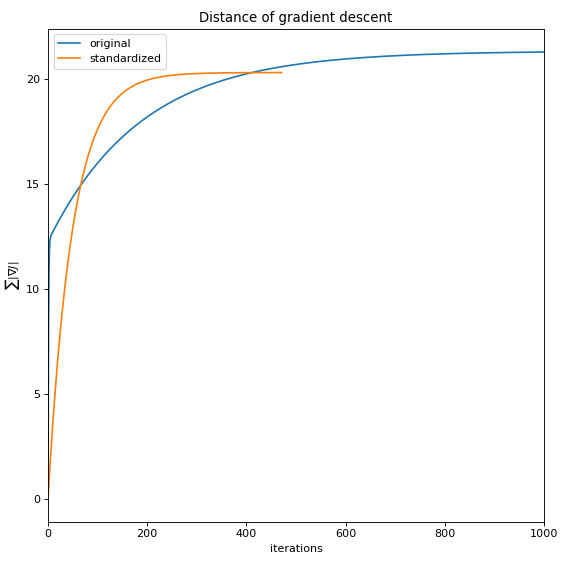 Distance of gradient descent
original
standardized
20
15
10
5
0
∑|∇J|
0 200 400 600 800 1000
iterations